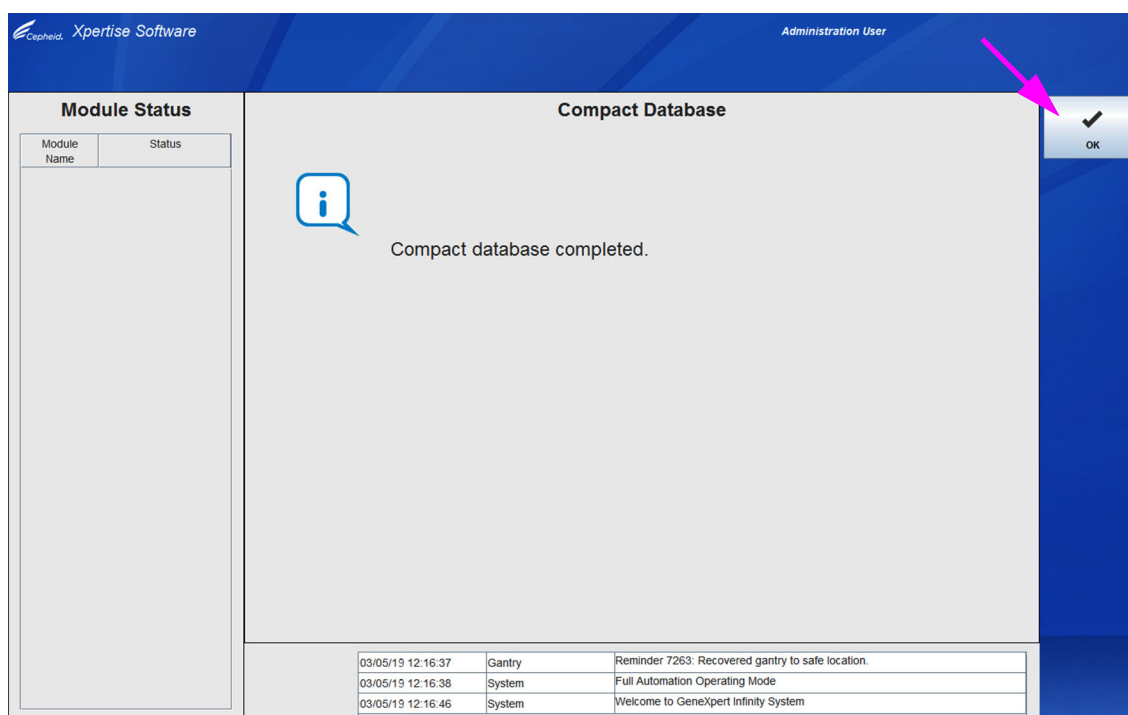 Cepheid. Xpertise Software
Administration User
Module Status
Module Name
Status
Compact Database
OK
Compact database completed.
03/05/19 12:16:37 Gantry Reminder 7263: Recovered gantry to safe location.
03/05/19 12:16:38 System Full Automation Operating Mode
03/05/19 12:16:46 System Welcome to GeneXpert Infinity System